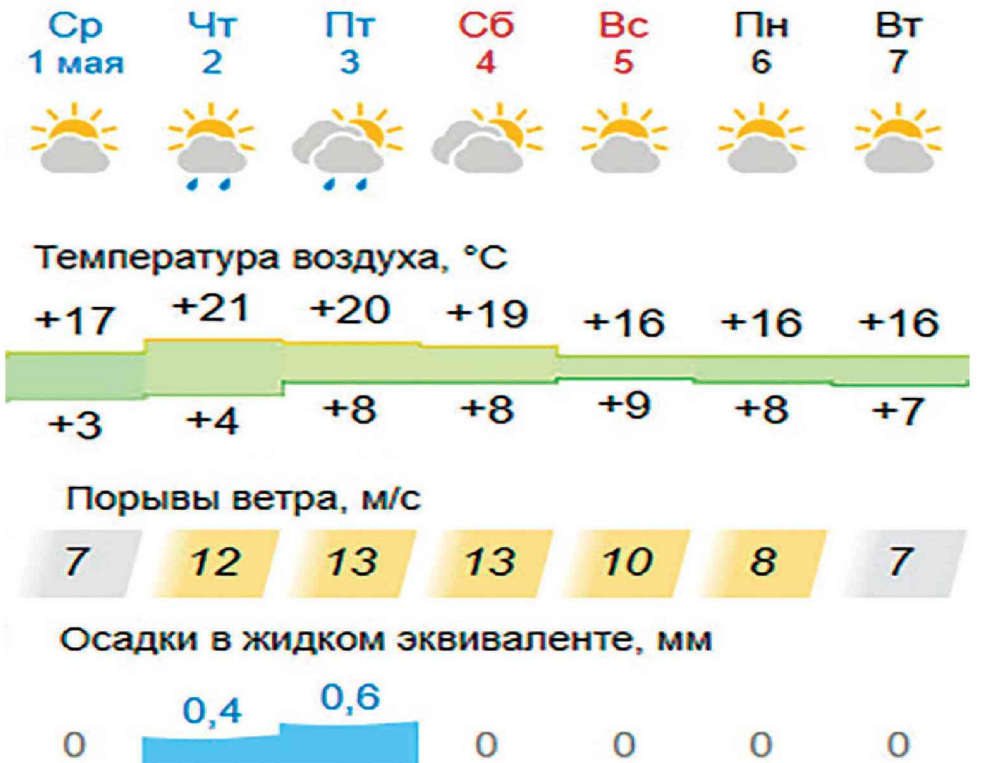 Ср Чт Пт Сб Вс Пн Вт
1 мая 2 3 4 5 6 7
Температура воздуха, °C
+17 +21 +20 +19 +16 +16 +16
+3 +4 +8 +8 +9 +8 +7
Порывы ветра, м/с
7 12 13 13 10 8 7
Осадки в жидком эквиваленте, мм
0 0,4 0,6 0 0 0 0